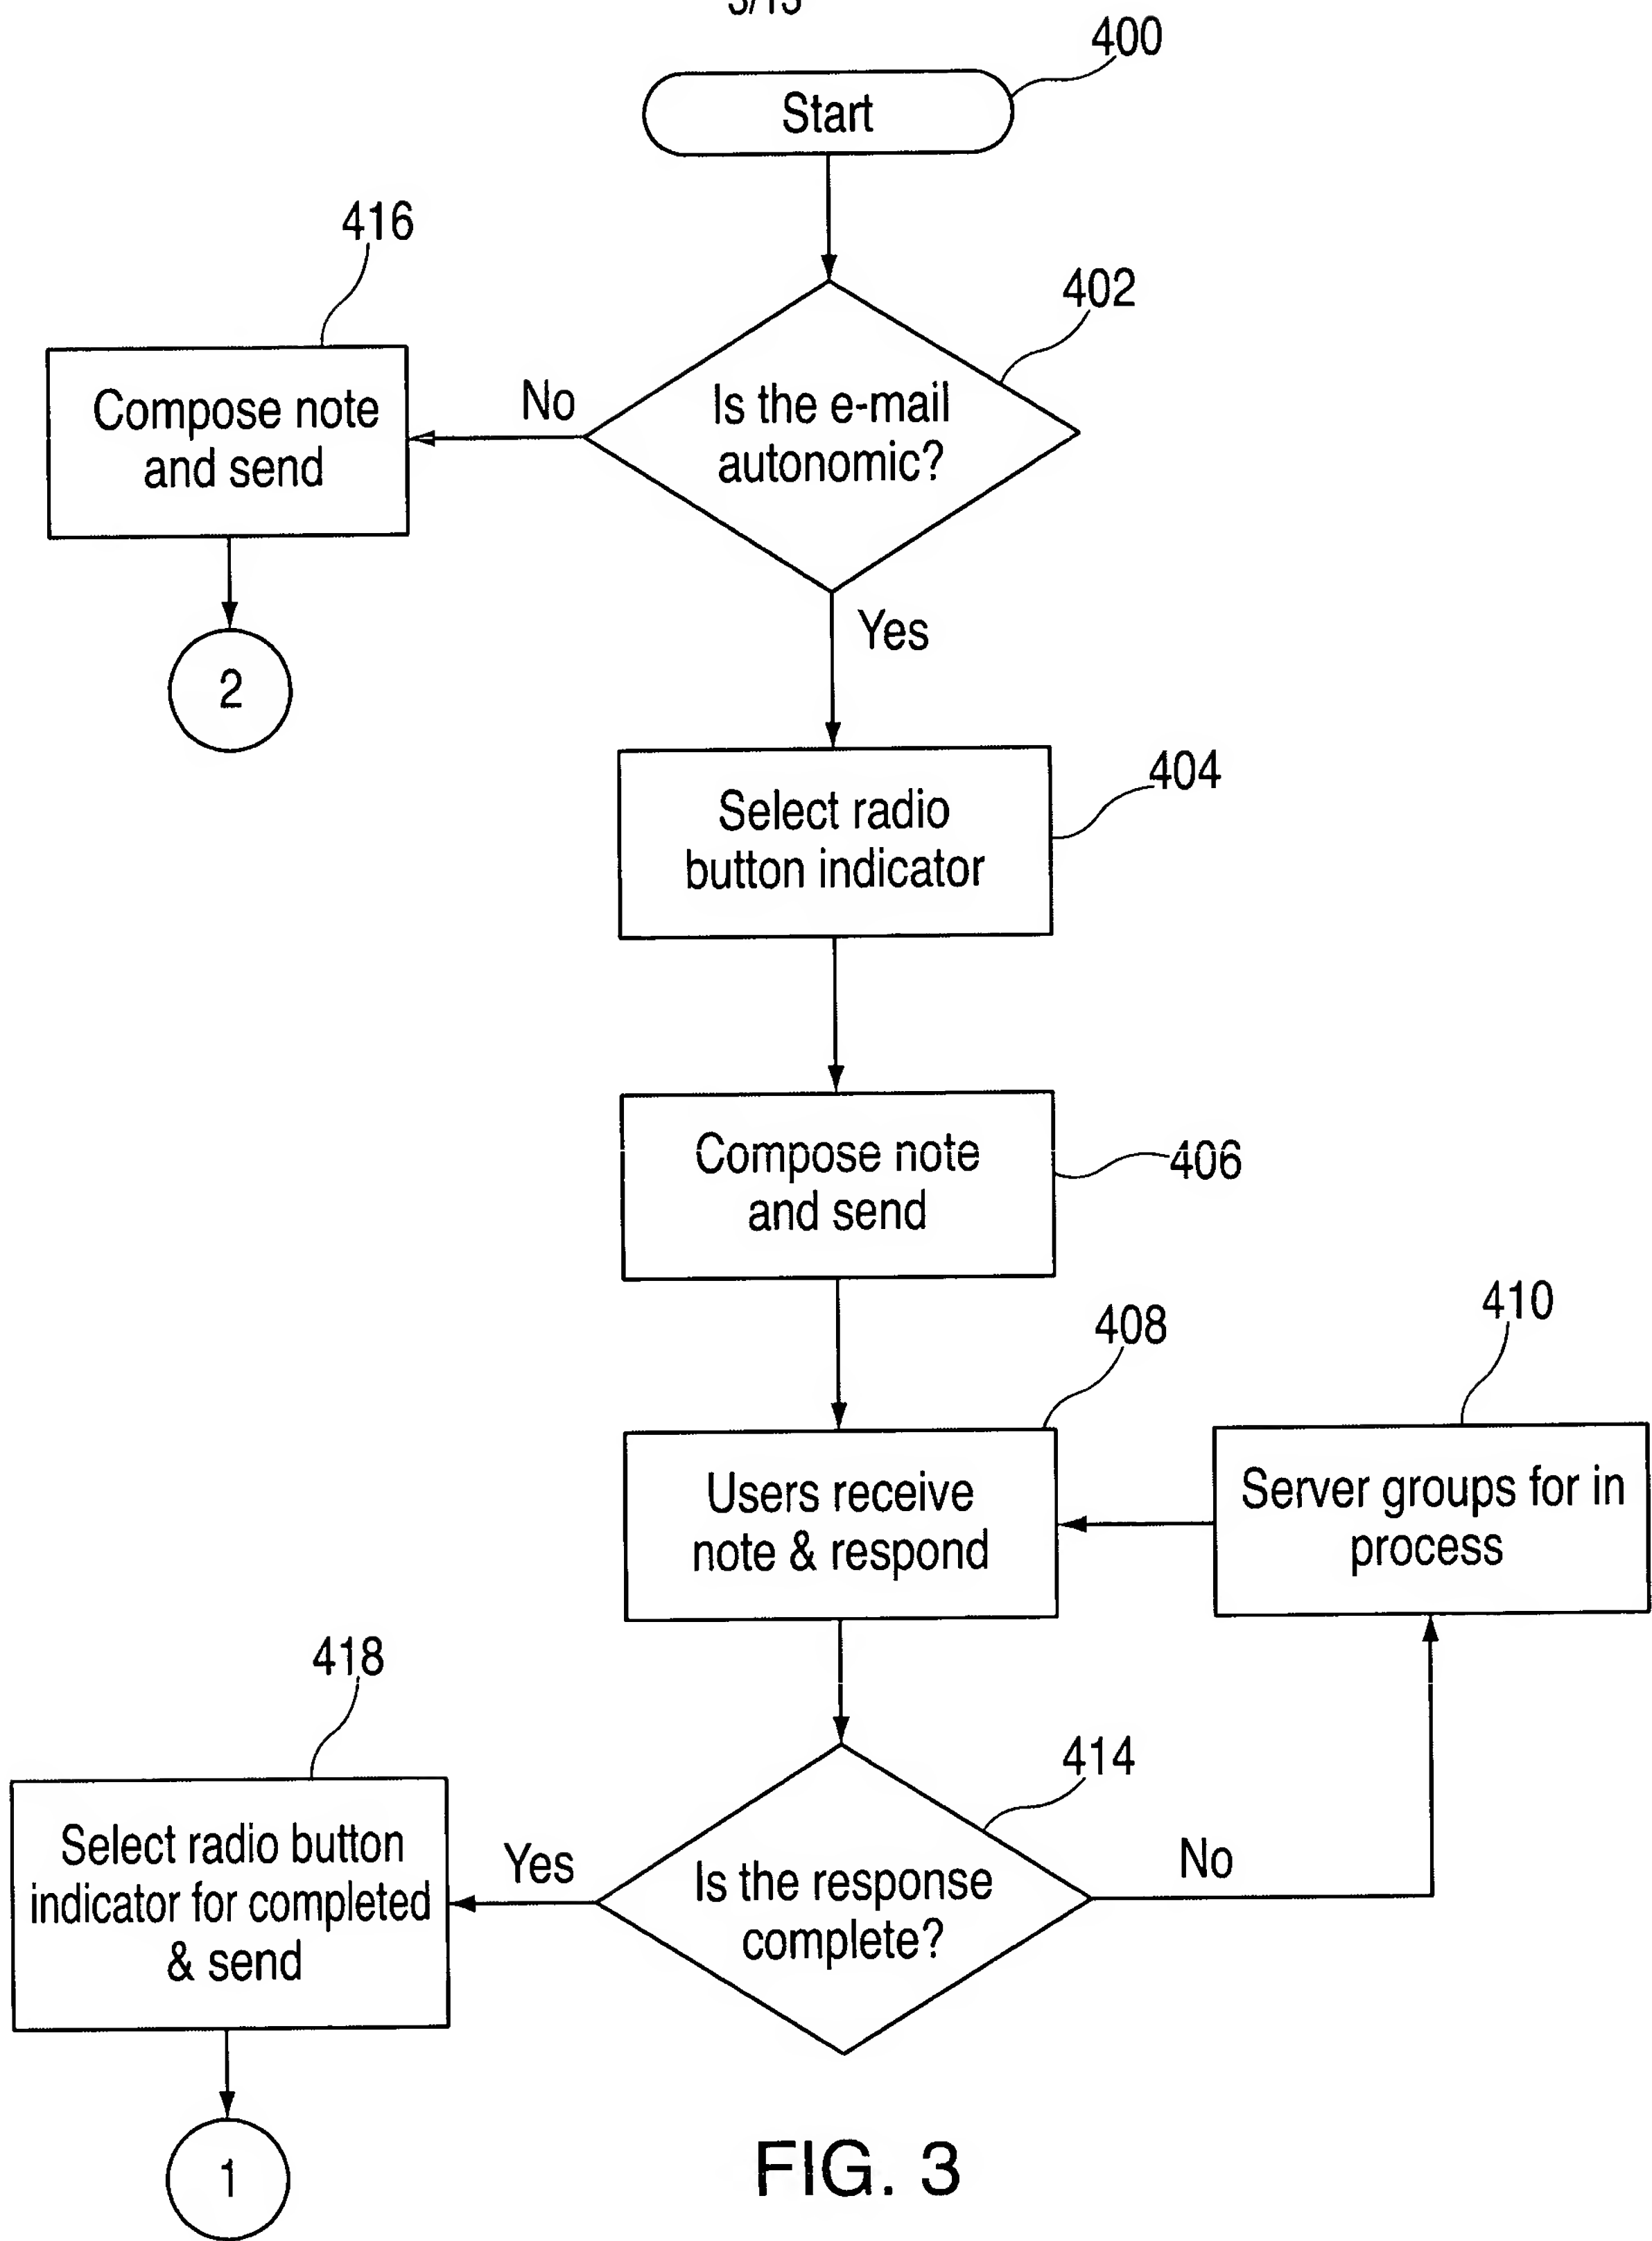 3/13
400
Start
416
402
Compose note
and send
No
Is the e-mail
autonomic?
Yes
2
404
Select radio
button indicator
Compose note
and send
406
408
410
Users receive
note & respond
Server groups for in
process
418
414
Select radio button
indicator for completed
& send
Yes
Is the response
complete?
No
1
FIG. 3